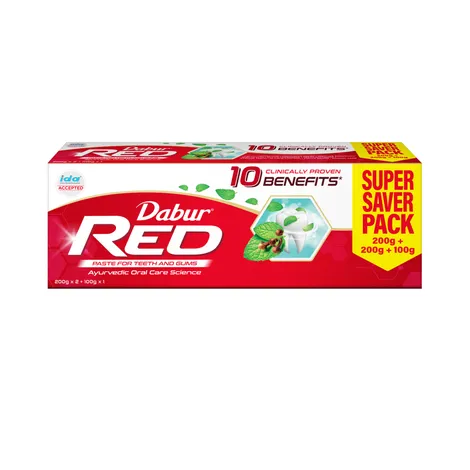 ida
ACCEPTED
10 CLINICALLY PROVEN
BENEFITS*
Dabur®
RED
PASTE FOR TEETH AND GUMS
Ayurvedic Oral Care Science
200g x 2 + 100g x 1
SUPER
SAVER
PACK
200g +
200g + 100g